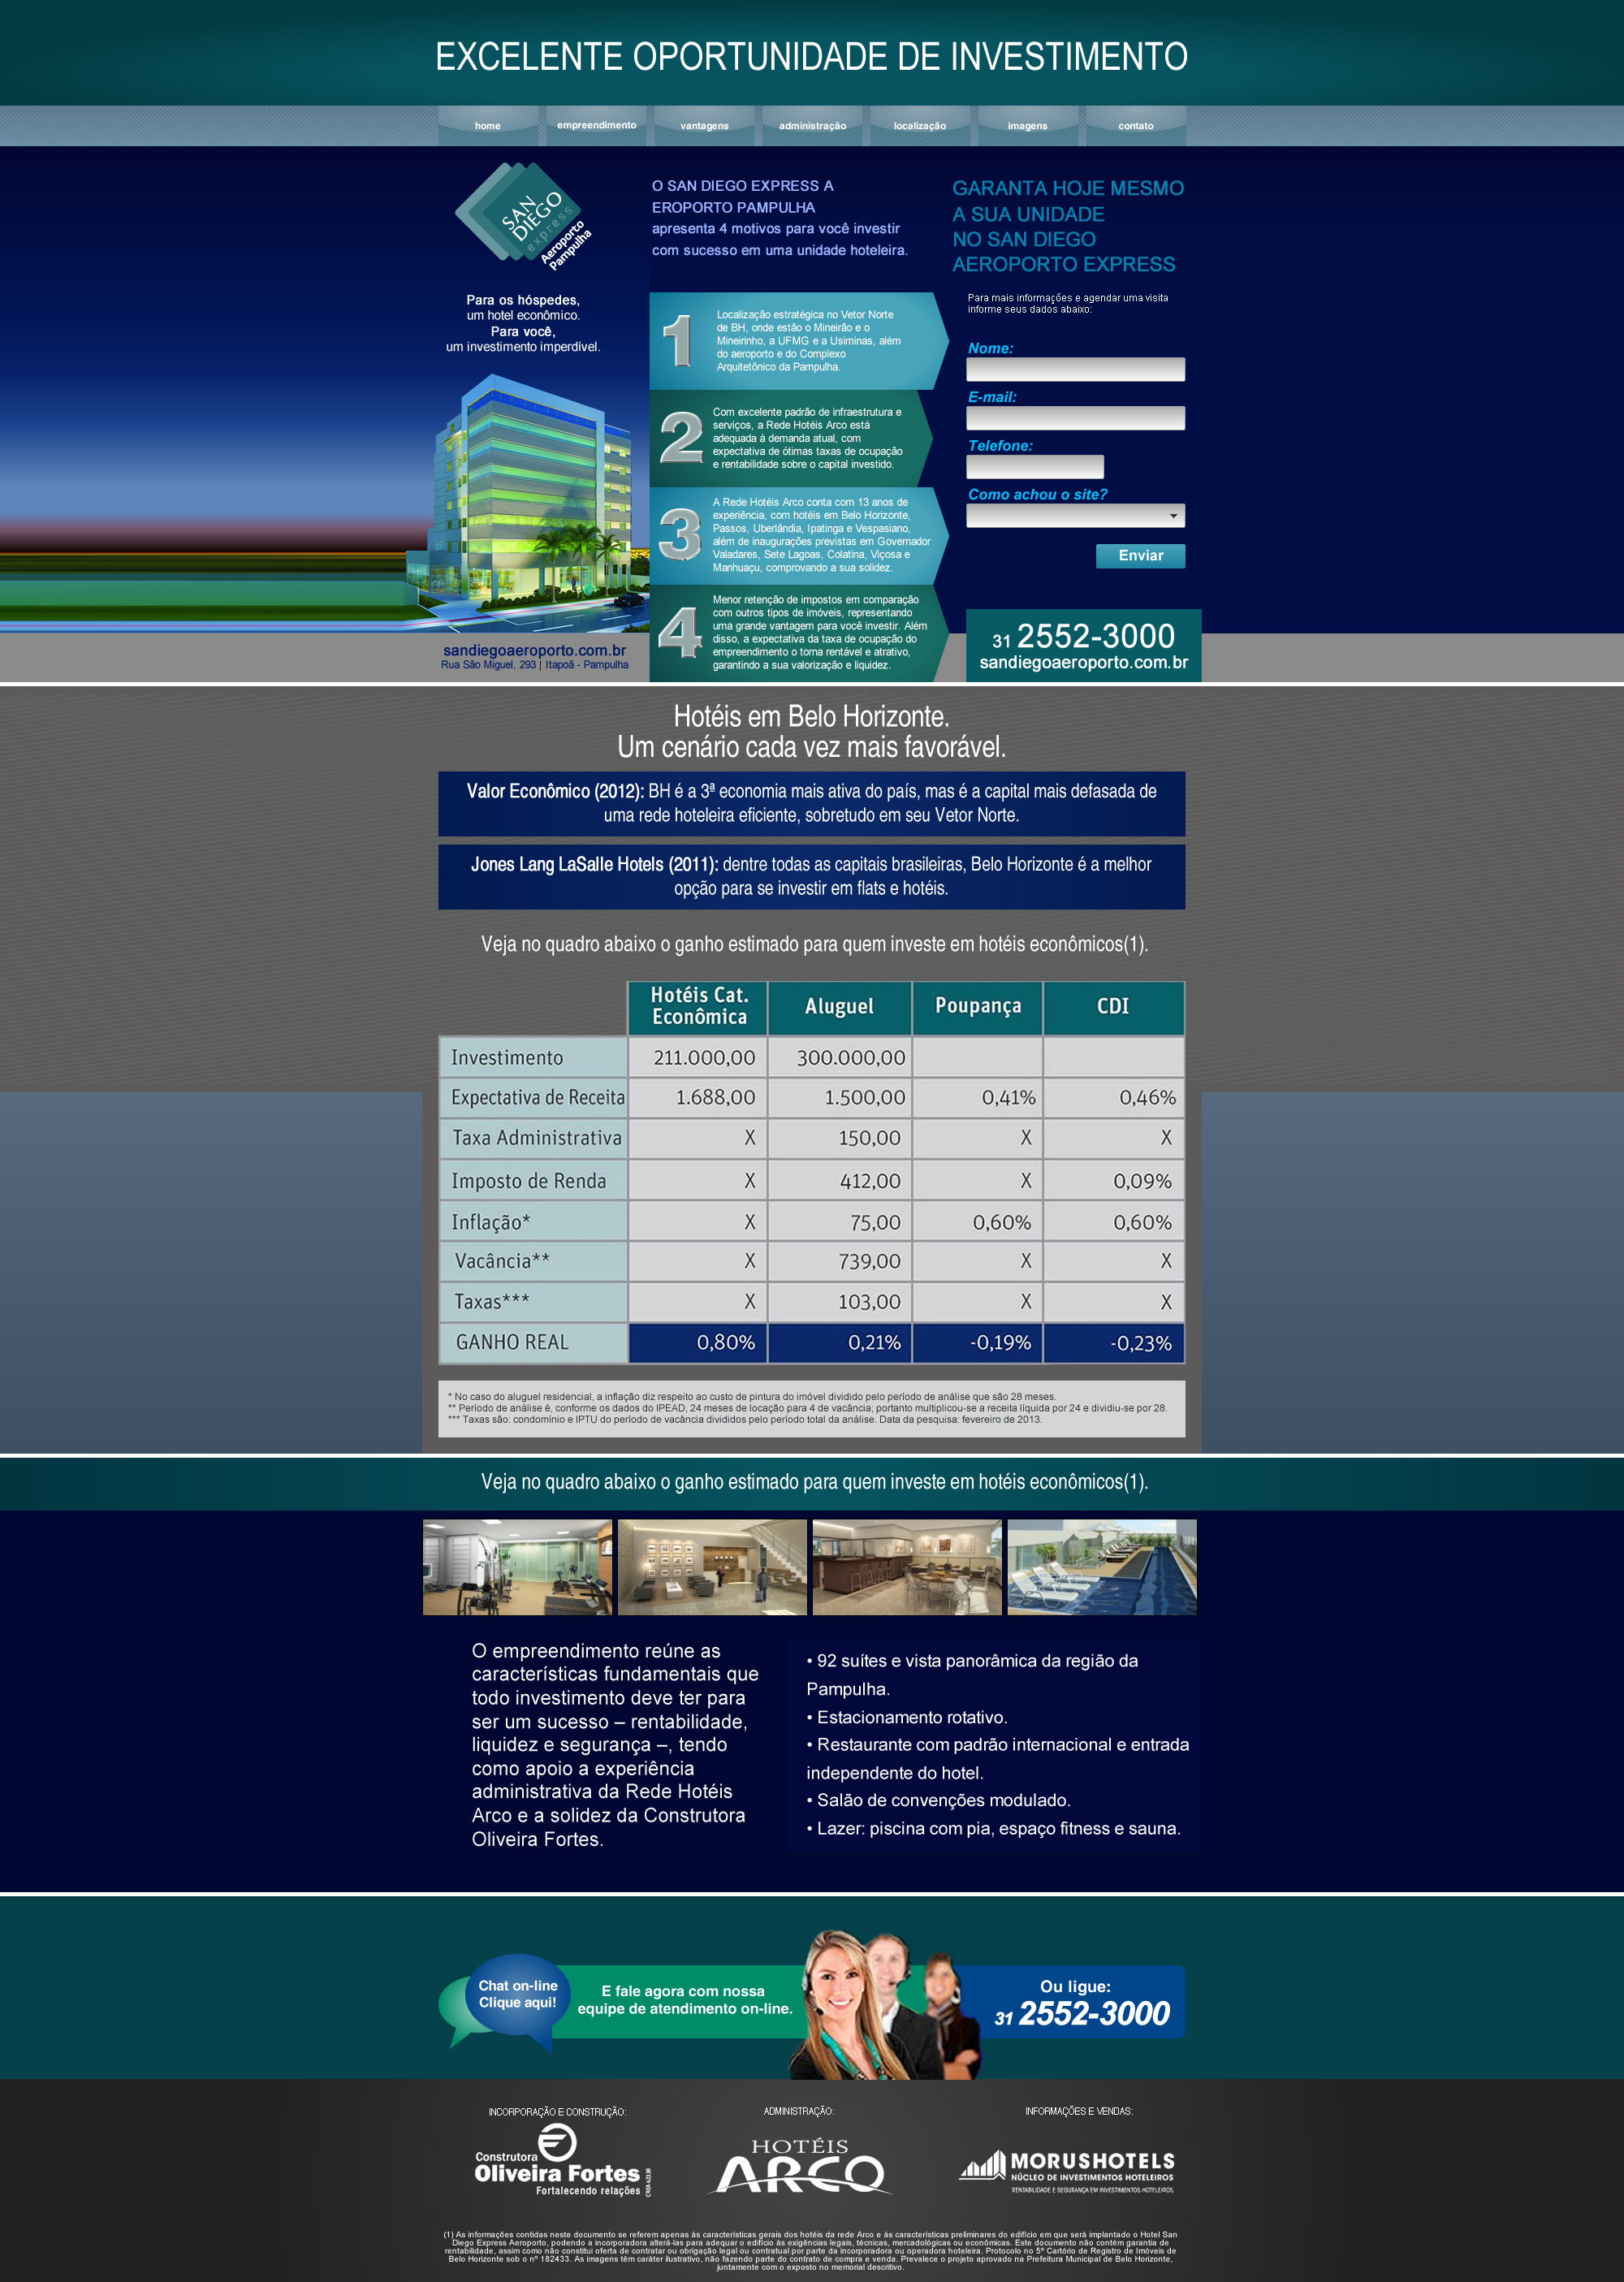 EXCELENTE OPORTUNIDADE DE INVESTIMENTO
home
empreendimento
vantagens
administração
localização
imagens
contato
SAN
DIEGO
express
Aeroporto
Pampulha
Para os hóspedes,
um hotel econômico.
Para você,
um investimento imperdível.
sandiegoaeroporto.com.br
Rua São Miguel, 293 | Itapoã - Pampulha
O SAN DIEGO EXPRESS A
EROPORTO PAMPULHA
apresenta 4 motivos para você investir
com sucesso em uma unidade hoteleira.
1
Localização estratégica no Vetor Norte
de BH, onde estão o Mineirão e o
Mineirinho, a UFMG e a Usiminas, além
do aeroporto e do Complexo
Arquitetônico da Pampulha.
2
Com excelente padrão de infraestrutura e
serviços, a Rede Hotéis Arco está
adequada à demanda atual, com
expectativa de ótimas taxas de ocupação
e rentabilidade sobre o capital investido.
3
A Rede Hotéis Arco conta com 13 anos de
experiência, com hotéis em Belo Horizonte,
Passos, Uberlândia, Ipatinga e Vespasiano,
além de inaugurações previstas em Governador
Valadares, Sete Lagoas, Colatina, Viçosa e
Manhuaçu, comprovando a sua solidez.
4
Menor retenção de impostos em comparação
com outros tipos de imóveis, representando
uma grande vantagem para você investir. Além
disso, a expectativa da taxa de ocupação do
empreendimento o torna rentável e atrativo,
garantindo a sua valorização e liquidez.
GARANTA HOJE MESMO
A SUA UNIDADE
NO SAN DIEGO
AEROPORTO EXPRESS
Para mais informações e agendar uma visita
informe seus dados abaixo:
Nome:
E-mail:
Telefone:
Como achou o site?
Enviar
31 2552-3000
sandiegoaeroporto.com.br
Hotéis em Belo Horizonte.
Um cenário cada vez mais favorável.
Valor Econômico (2012): BH é a 3ª economia mais ativa do país, mas é a capital mais defasada de
uma rede hoteleira eficiente, sobretudo em seu Vetor Norte.
Jones Lang LaSalle Hotels (2011): dentre todas as capitais brasileiras, Belo Horizonte é a melhor
opção para se investir em flats e hotéis.
Veja no quadro abaixo o ganho estimado para quem investe em hotéis econômicos(1).
Hotéis Cat.
Econômica
Aluguel
Poupança
CDI
Investimento 211.000,00 300.000,00
Expectativa de Receita 1.688,00 1.500,00 0,41% 0,46%
Taxa Administrativa X 150,00 X X
Imposto de Renda X 412,00 X 0,09%
Inflação* X 75,00 0,60% 0,60%
Vacância** X 739,00 X X
Taxas*** X 103,00 X X
GANHO REAL 0,80% 0,21% -0,19% -0,23%
* No caso do aluguel residencial, a inflação diz respeito ao custo de pintura do imóvel dividido pelo período de análise que são 28 meses.
** Período de análise é, conforme os dados do IPEAD, 24 meses de locação para 4 de vacância; portanto multiplicou-se a receita líquida por 24 e dividiu-se por 28.
*** Taxas são: condomínio e IPTU do período de vacância divididos pelo período total da análise. Data da pesquisa: fevereiro de 2013.
Veja no quadro abaixo o ganho estimado para quem investe em hotéis econômicos(1).
O empreendimento reúne as
características fundamentais que
todo investimento deve ter para
ser um sucesso – rentabilidade,
liquidez e segurança –, tendo
como apoio a experiência
administrativa da Rede Hotéis
Arco e a solidez da Construtora
Oliveira Fortes.
• 92 suítes e vista panorâmica da região da
Pampulha.
• Estacionamento rotativo.
• Restaurante com padrão internacional e entrada
independente do hotel.
• Salão de convenções modulado.
• Lazer: piscina com pia, espaço fitness e sauna.
Chat on-line
Clique aqui!
E fale agora com nossa
equipe de atendimento on-line.
Ou ligue:
31 2552-3000
INCORPORAÇÃO E CONSTRUÇÃO:
Construtora
Oliveira Fortes
Fortalecendo relações
ADMINISTRAÇÃO:
HOTÉIS
ARCO
INFORMAÇÕES E VENDAS:
MORUSHOTELS
NÚCLEO DE INVESTIMENTOS HOTELEIROS
RENTABILIDADE E SEGURANÇA EM INVESTIMENTOS HOTELEIROS.
(1) As informações contidas neste documento se referem apenas às características gerais dos hotéis da rede Arco e às características preliminares do edifício em que será implantado o Hotel San
Diego Express Aeroporto, podendo a incorporadora alterá-las para adequar o edifício às exigências legais, técnicas, mercadológicas ou econômicas. Este documento não contém garantia de
rentabilidade, assim como não constitui oferta de contratar ou obrigação legal ou contratual por parte da incorporadora ou operadora hoteleira. Protocolo no 5º Cartório de Registro de Imóveis de
Belo Horizonte sob o nº 182433. As imagens têm caráter ilustrativo, não fazendo parte do contrato de compra e venda. Prevalece o projeto aprovado na Prefeitura Municipal de Belo Horizonte,
juntamente com o exposto no memorial descritivo.